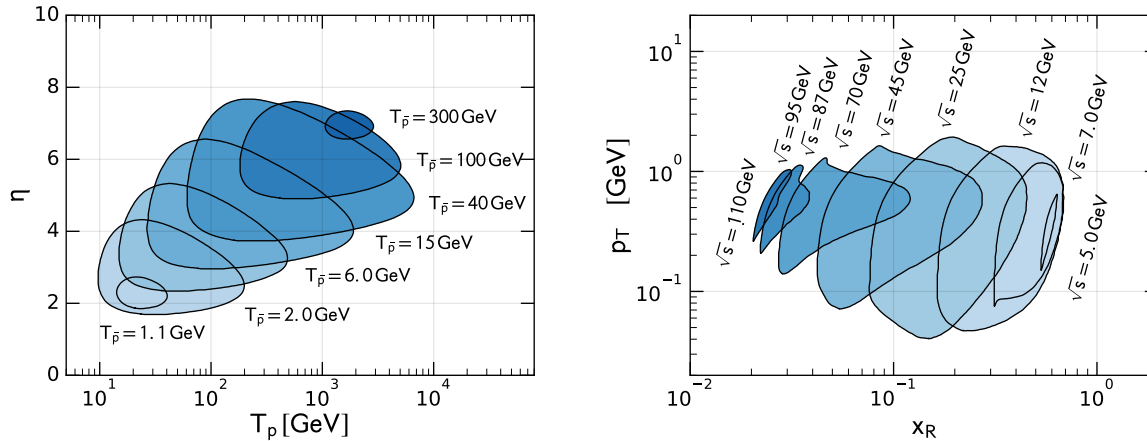 10
8
6
4
2
0
η
T_p̄ = 300 GeV
T_p̄ = 100 GeV
T_p̄ = 40 GeV
T_p̄ = 15 GeV
T_p̄ = 6.0 GeV
T_p̄ = 2.0 GeV
T_p̄ = 1.1 GeV
10^1 10^2 10^3 10^4
T_p [GeV]
10^1
10^0
10^-1
p_T [GeV]
√s = 110 GeV
√s = 95 GeV
√s = 87 GeV
√s = 70 GeV
√s = 45 GeV
√s = 25 GeV
√s = 12 GeV
√s = 7.0 GeV
√s = 5.0 GeV
10^-2 10^-1 10^0
x_R